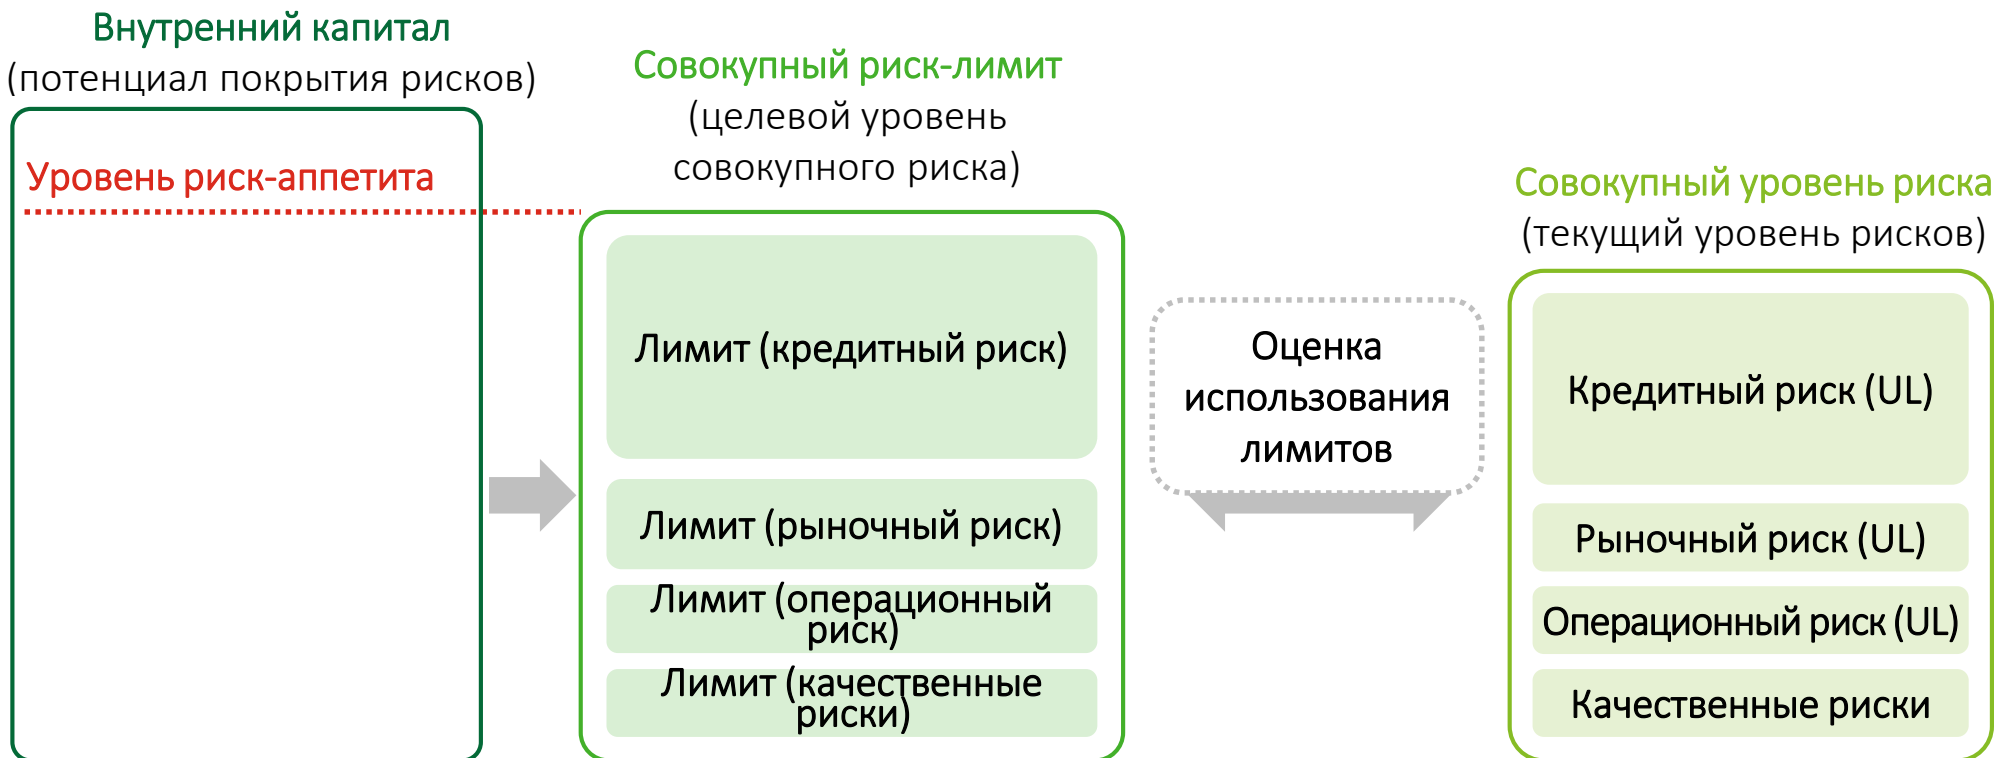 Внутренний капитал
(потенциал покрытия рисков)
Уровень риск-аппетита
Совокупный риск-лимит
(целевой уровень
совокупного риска)
Лимит (кредитный риск)
Лимит (рыночный риск)
Лимит (операционный
риск)
Лимит (качественные
риски)
Оценка
использования
лимитов
Совокупный уровень риска
(текущий уровень рисков)
Кредитный риск (UL)
Рыночный риск (UL)
Операционный риск (UL)
Качественные риски